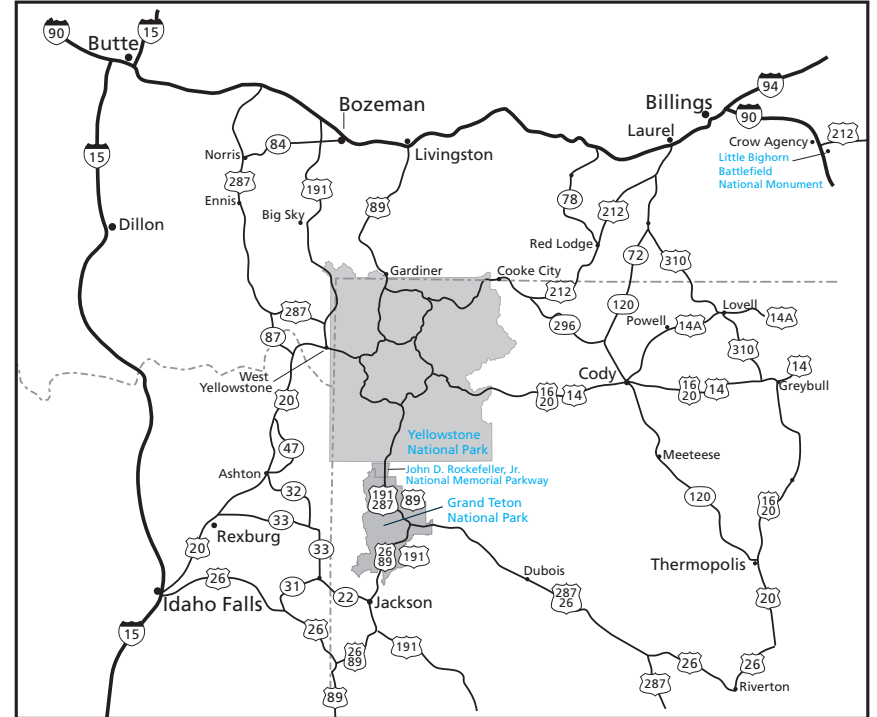 90
15
Butte
94
Billings
90
Bozeman
Laurel
Crow Agency
212
84
Livingston
Little Bighorn
Battlefield
National Monument
15
Norris
287
191
Ennis
89
78
212
Big Sky
Dillon
Red Lodge
72
310
Gardiner
Cooke City
212
120
287
296
Powell
Lovell
14A
14A
87
310
West
Yellowstone
Cody
14
16
20
14
16
20
14
Greybull
20
Yellowstone
National Park
47
Meeteese
Ashton
John D. Rockefeller, Jr.
National Memorial Parkway
32
191
287
89
Grand Teton
National Park
120
16
20
33
Rexburg
33
20
26
89
191
Thermopolis
26
31
Dubois
22
287
26
20
Idaho Falls
Jackson
15
26
26
89
191
26
26
89
287
Riverton